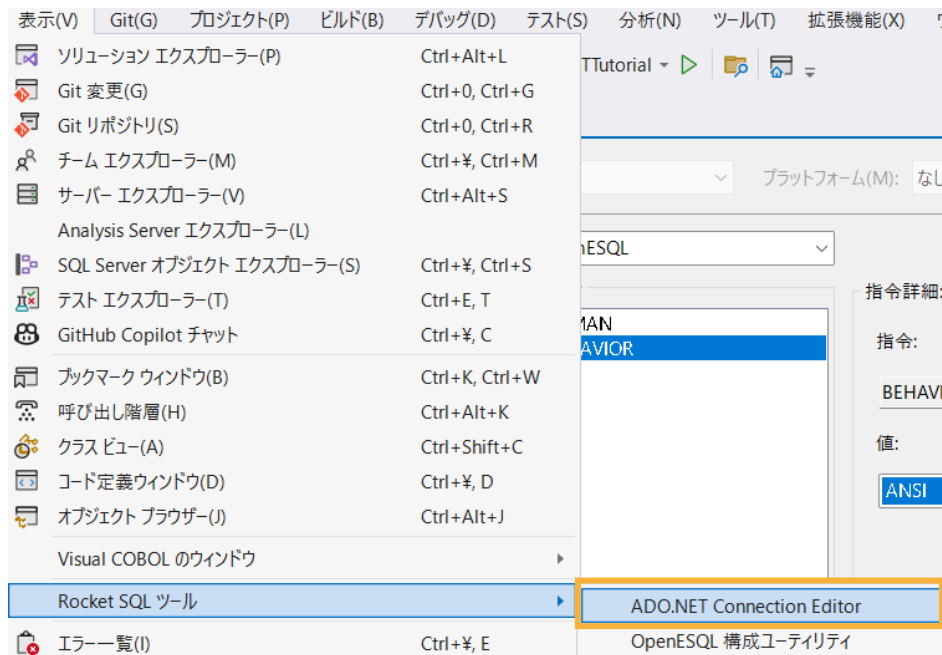 表示(V) Git(G) プロジェクト(P) ビルド(B) デバッグ(D) テスト(S) 分析(N) ツール(T) 拡張機能(X)
ソリューション エクスプローラー(P) Ctrl+Alt+L
TTutorial
Git 変更(G) Ctrl+0, Ctrl+G
Git リポジトリ(S) Ctrl+0, Ctrl+R
チーム エクスプローラー(M) Ctrl+¥, Ctrl+M
プラットフォーム(M): なし
サーバー エクスプローラー(V) Ctrl+Alt+S
Analysis Server エクスプローラー(L)
nESQL
SQL Server オブジェクト エクスプローラー(S) Ctrl+¥, Ctrl+S
指令詳細:
テスト エクスプローラー(T) Ctrl+E, T
MAN
GitHub Copilot チャット Ctrl+¥, C
AVIOR
指令:
ブックマーク ウィンドウ(B) Ctrl+K, Ctrl+W
BEHAVI
呼び出し階層(H) Ctrl+Alt+K
クラス ビュー(A) Ctrl+Shift+C
値:
コード定義ウィンドウ(D) Ctrl+¥, D
ANSI
オブジェクト ブラウザー(J) Ctrl+Alt+J
Visual COBOL のウィンドウ
Rocket SQL ツール
ADO.NET Connection Editor
エラー一覧(I) Ctrl+¥, E
OpenESQL 構成ユーティリティ